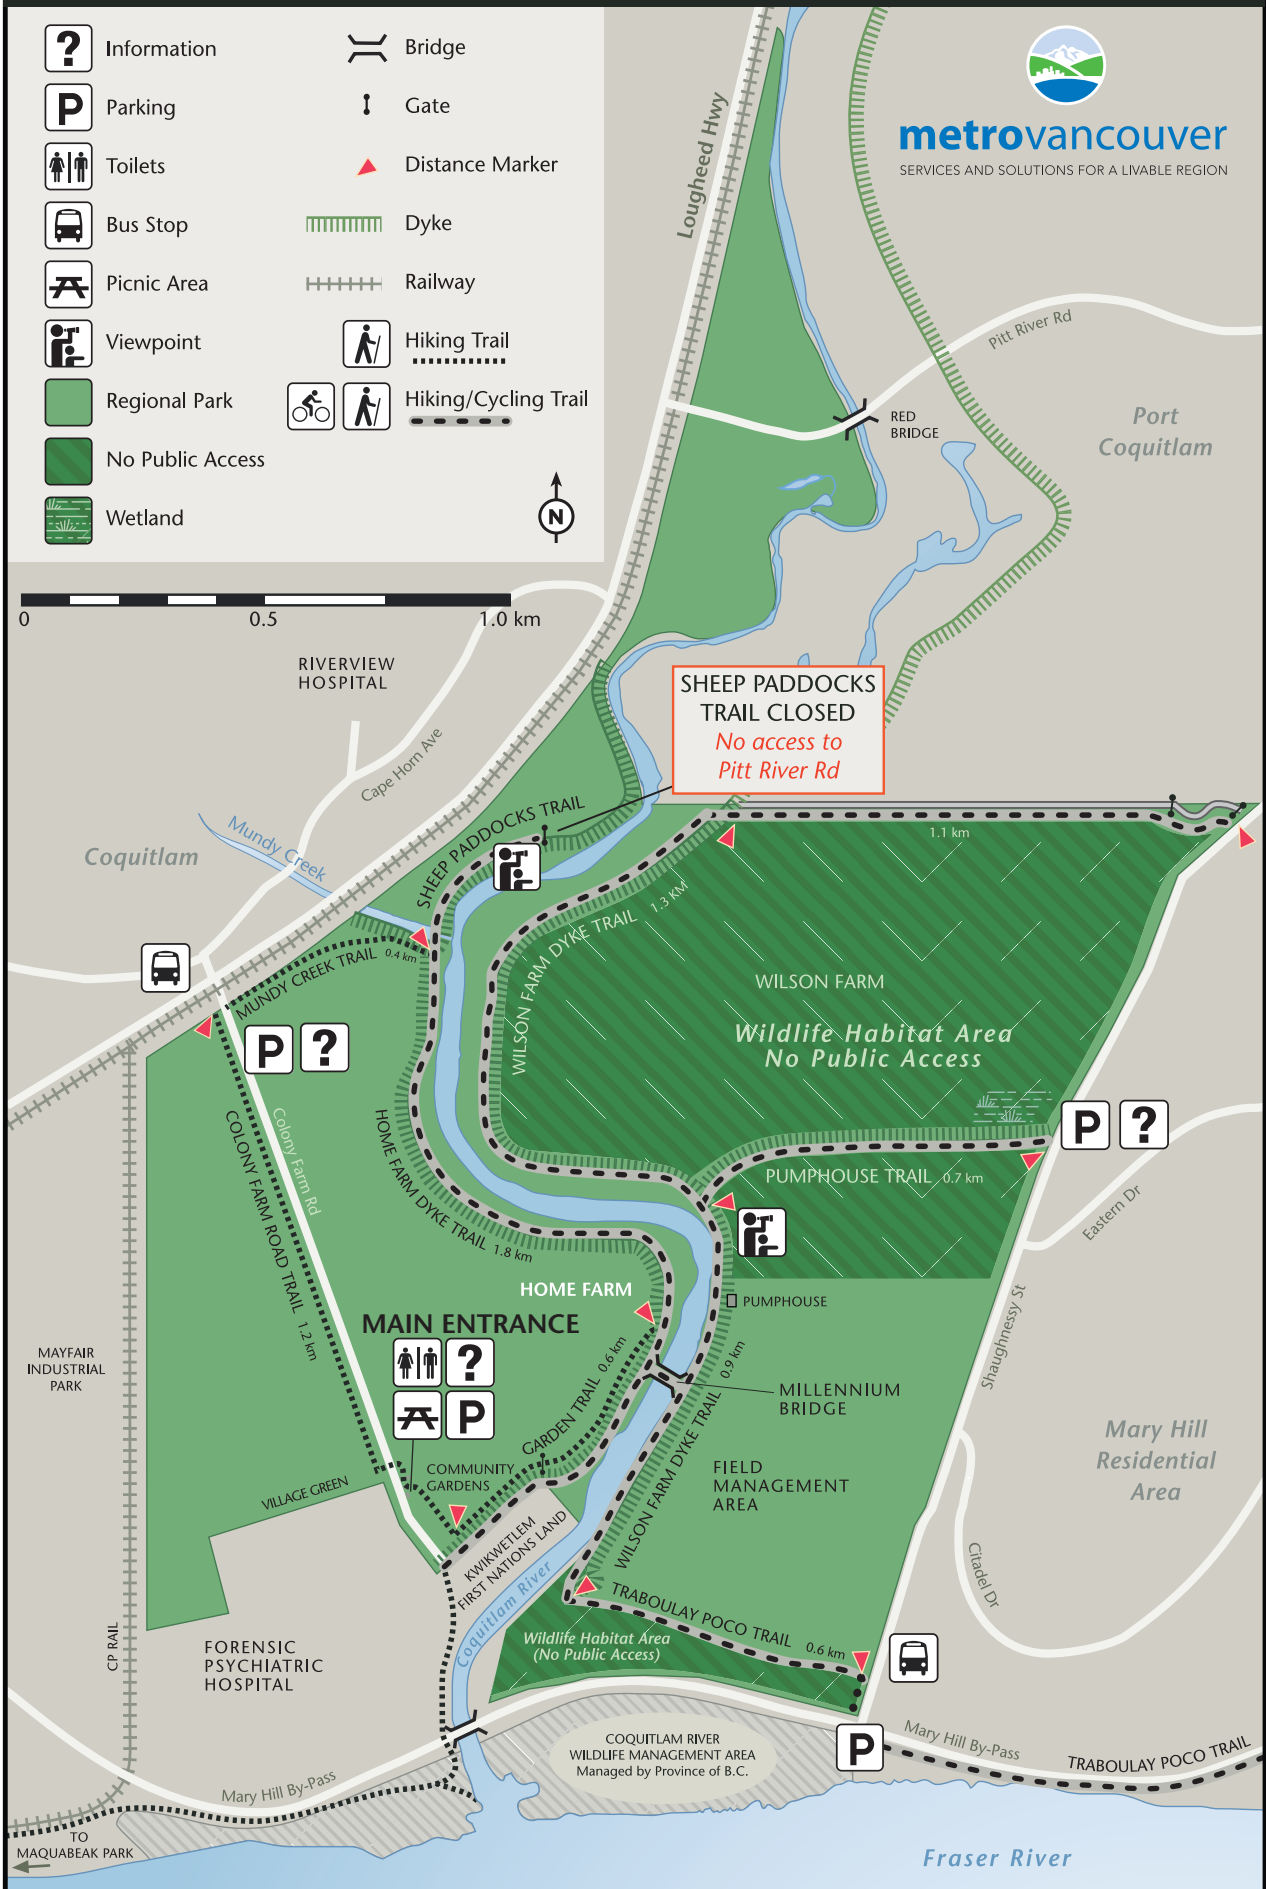 Information
Parking
Toilets
Bus Stop
Picnic Area
Viewpoint
Regional Park
No Public Access
Wetland
Bridge
Gate
Distance Marker
Dyke
Railway
Hiking Trail
Hiking/Cycling Trail
N
0
0.5
1.0 km
metrovancouver
SERVICES AND SOLUTIONS FOR A LIVABLE REGION
Lougheed Hwy
Pitt River Rd
RED
BRIDGE
Port
Coquitlam
RIVERVIEW
HOSPITAL
Cape Horn Ave
SHEEP PADDOCKS
TRAIL CLOSED
No access to
Pitt River Rd
Mundy Creek
Coquitlam
SHEEP PADDOCKS TRAIL
1.1 km
WILSON FARM DYKE TRAIL 1.3 KM
MUNDY CREEK TRAIL 0.4 km
WILSON FARM
Wildlife Habitat Area
No Public Access
P
?
COLONY FARM ROAD TRAIL 1.2 km
Colony Farm Rd
HOME FARM DYKE TRAIL 1.8 km
P
?
PUMPHOUSE TRAIL 0.7 km
Eastern Dr
HOME FARM
PUMPHOUSE
MAIN ENTRANCE
?
P
MAYFAIR
INDUSTRIAL
PARK
GARDEN TRAIL 0.6 km
WILSON FARM DYKE TRAIL 0.9 km
MILLENNIUM
BRIDGE
Shaughnessy St
Mary Hill
Residential
Area
COMMUNITY
GARDENS
FIELD
MANAGEMENT
AREA
VILLAGE GREEN
KWIKWETLEM
FIRST NATIONS LAND
Coquitlam River
Citadel Dr
TRABOULAY POCO TRAIL 0.6 km
Wildlife Habitat Area
(No Public Access)
CP RAIL
FORENSIC
PSYCHIATRIC
HOSPITAL
P
COQUITLAM RIVER
WILDLIFE MANAGEMENT AREA
Managed by Province of B.C.
Mary Hill By-Pass
TRABOULAY POCO TRAIL
Mary Hill By-Pass
TO
MAQUABEAK PARK
Fraser River